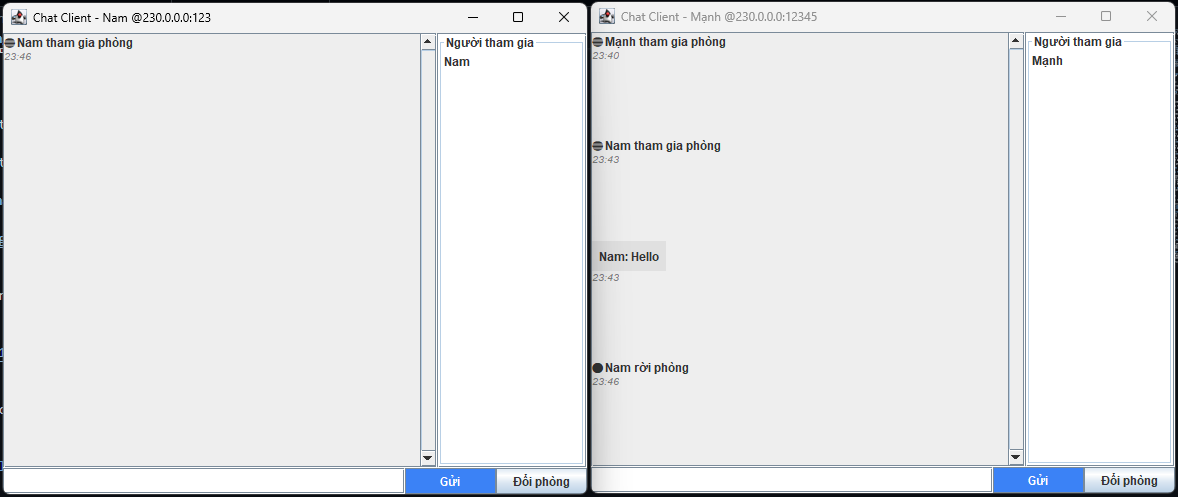 Chat Client - Nam @230.0.0.0:123
Nam tham gia phòng
23:46
Người tham gia
Nam
Gửi
Đổi phòng
Chat Client - Mạnh @230.0.0.0:12345
Mạnh tham gia phòng
23:40
Nam tham gia phòng
23:43
Nam: Hello
23:43
Nam rời phòng
23:46
Người tham gia
Mạnh
Gửi
Đổi phòng